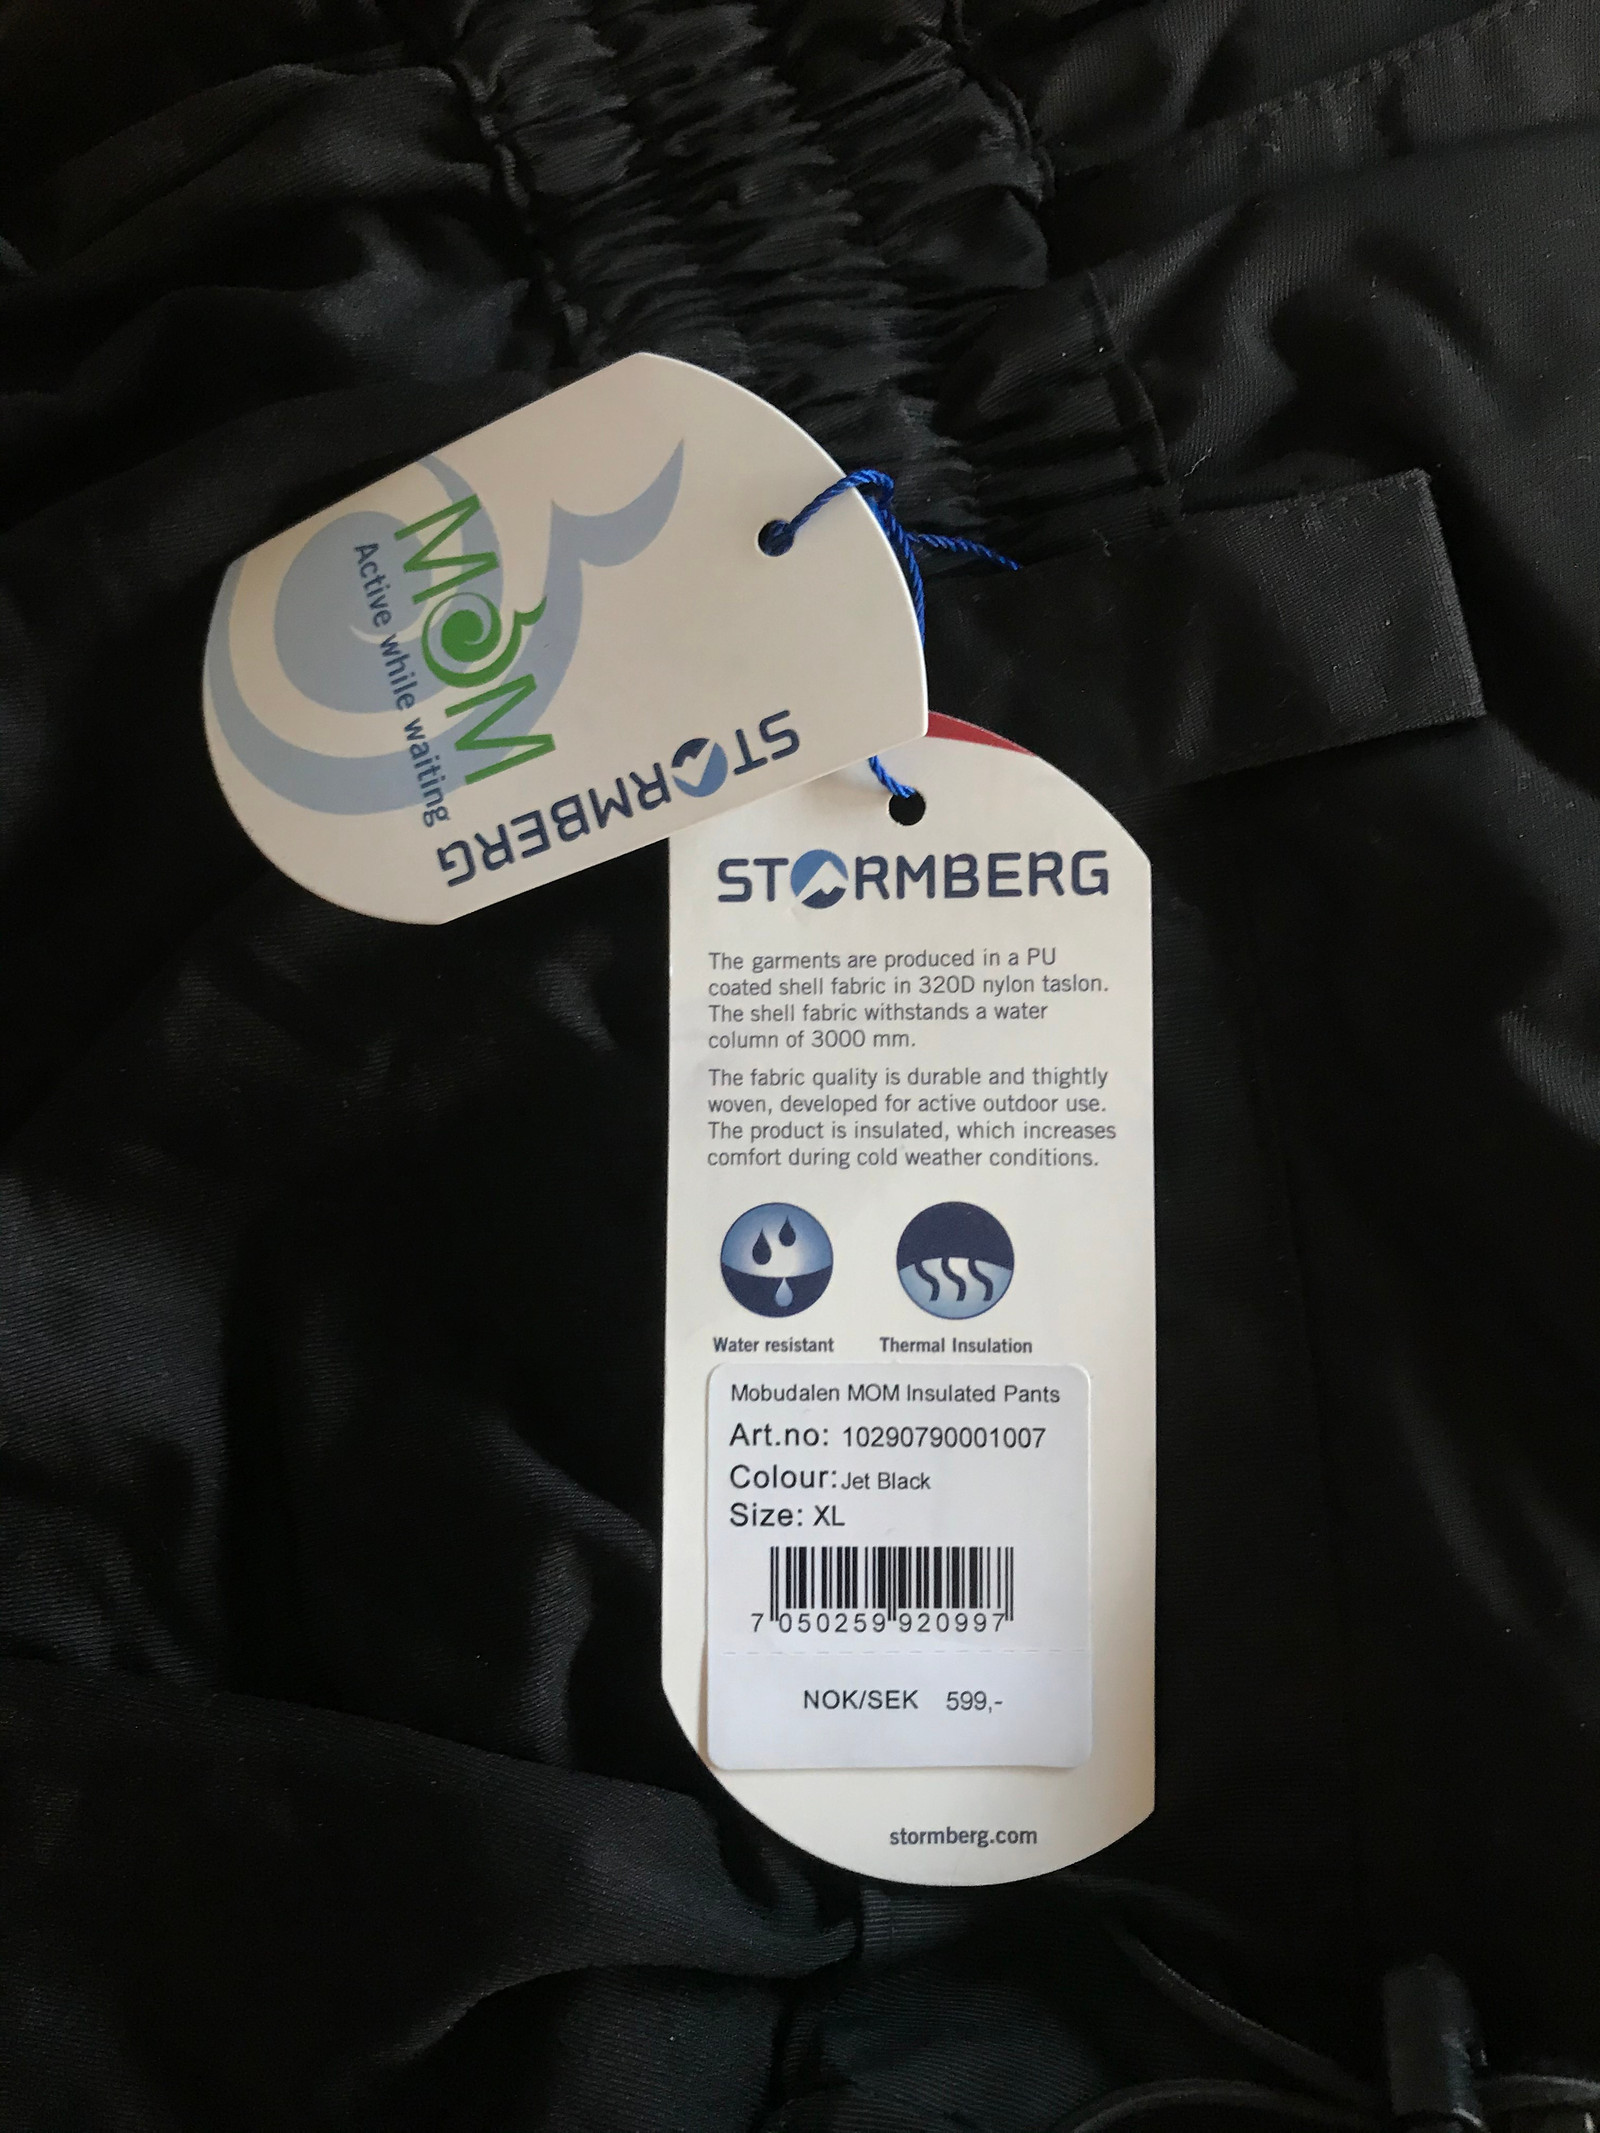 MOM
Active while waiting
STORMBERG
STORMBERG
The garments are produced in a PU
coated shell fabric in 320D nylon taslon.
The shell fabric withstands a water
column of 3000 mm.
The fabric quality is durable and thightly
woven, developed for active outdoor use.
The product is insulated, which increases
comfort during cold weather conditions.
Water resistant
Thermal Insulation
Mobudalen MOM Insulated Pants
Art.no: 10290790001007
Colour: Jet Black
Size: XL
7 050259 920997
NOK/SEK 599,-
stormberg.com